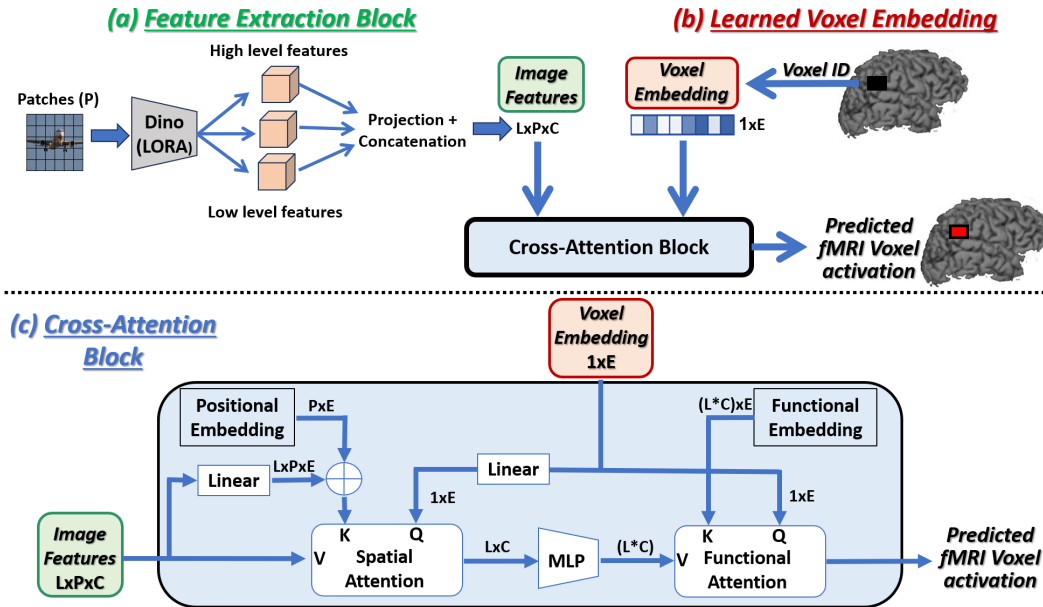 (a) Feature Extraction Block
(b) Learned Voxel Embedding
High level features
Patches (P)
Dino
(LORA)
Projection +
Concatenation
Low level features
Image
Features
LxPxC
Voxel
Embedding
1xE
Voxel ID
Cross-Attention Block
Predicted
fMRI Voxel
activation
(c) Cross-Attention
Block
Voxel
Embedding
1xE
Positional
Embedding
PxE
(L*C)xE
Functional
Embedding
Linear
LxPxE
Linear
1xE
1xE
Image
Features
LxPxC
K
Q
V
Spatial
Attention
LxC
MLP
(L*C)
K
Q
V
Functional
Attention
Predicted
fMRI Voxel
activation